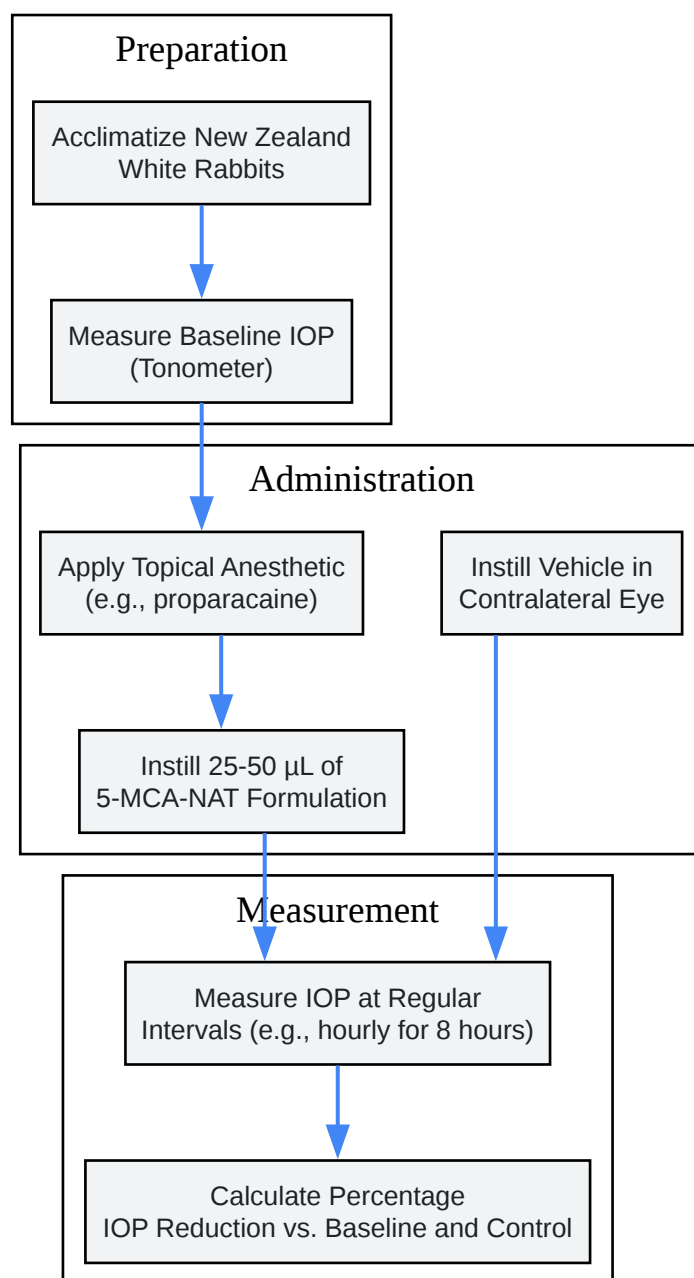 Preparation
Acclimatize New Zealand
White Rabbits
Measure Baseline IOP
(Tonometer)
Administration
Apply Topical Anesthetic
(e.g., proparacaine)
Instill Vehicle in
Contralateral Eye
Instill 25-50 µL of
5-MCA-NAT Formulation
Measurement
Measure IOP at Regular
Intervals (e.g., hourly for 8 hours)
Calculate Percentage
IOP Reduction vs. Baseline and Control